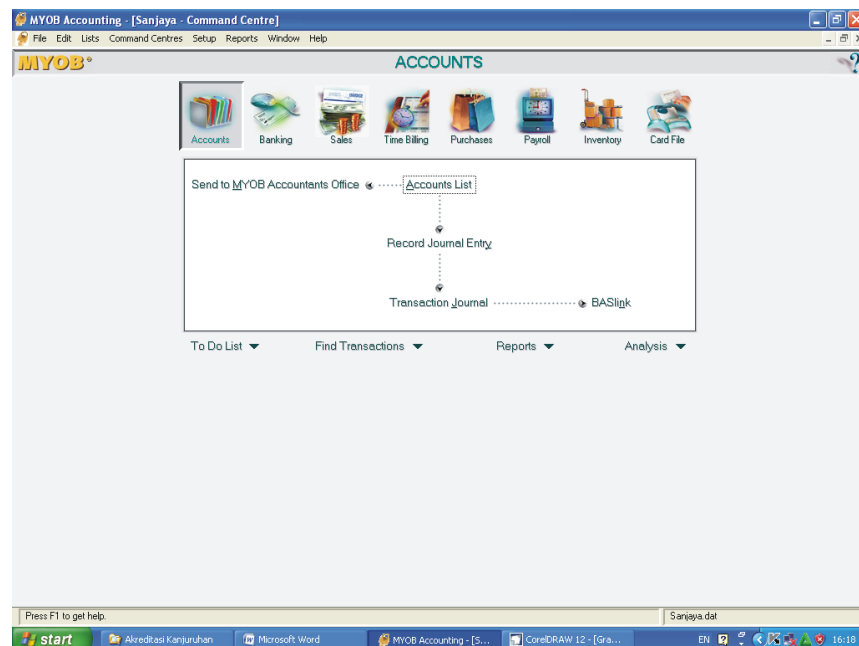 MYOB Accounting - [Sanjaya - Command Centre]
File Edit Lists Command Centres Setup Reports Window Help
MYOB ACCOUNTS
Accounts Banking Sales Time Billing Purchases Payroll Inventory Card File
Send to MYOB Accountants Office Accounts List
Record Journal Entry
Transaction Journal BASlink
To Do List Find Transactions Reports Analysis
Press F1 to get help. Sanjaya.dat
start Akreditasi Kanjuruhan Microsoft Word MYOB Accounting - [S... CorelDRAW 12 - [Gra... EN 16:18